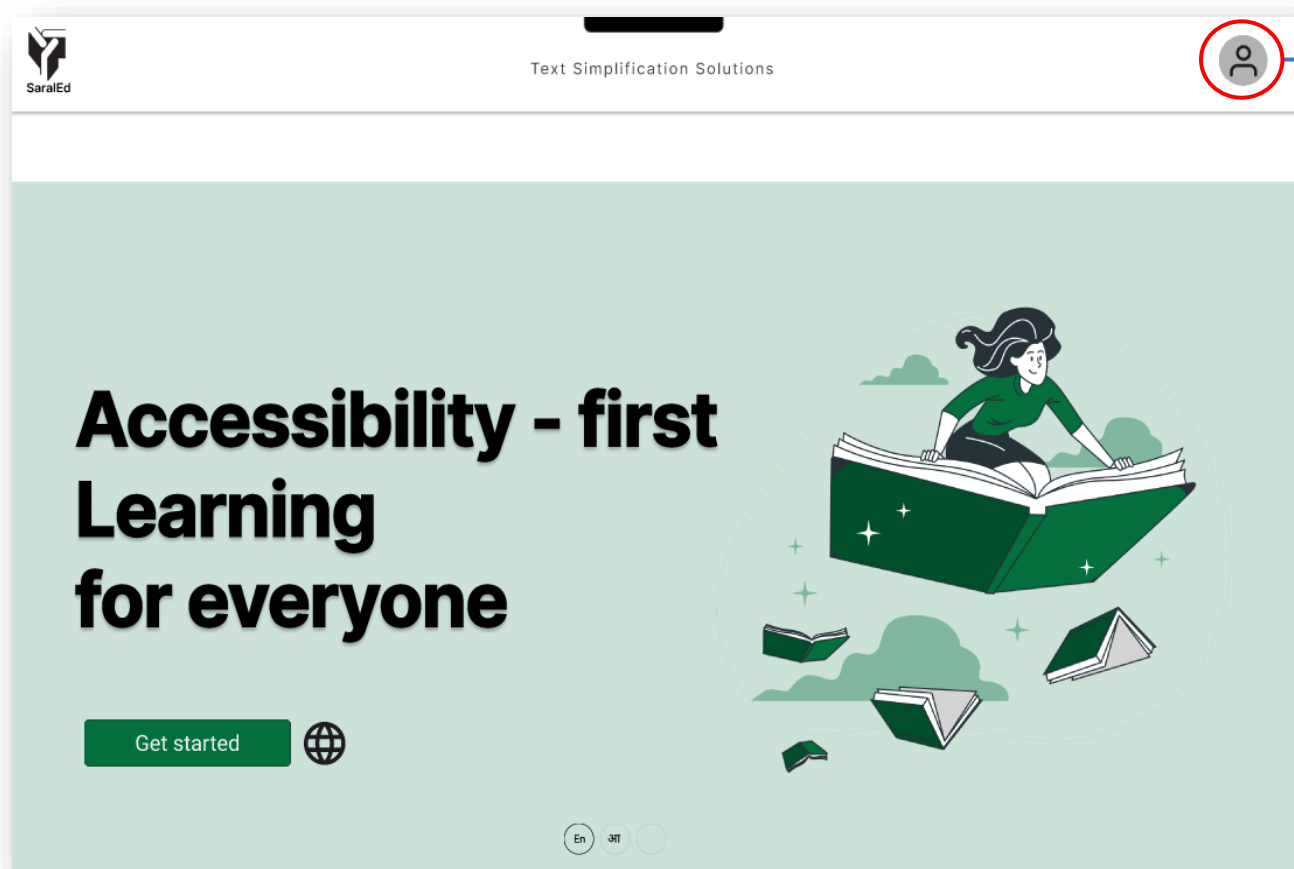 SaralEd
Text Simplification Solutions
Accessibility - first
Learning
for everyone
Get started
En
आ